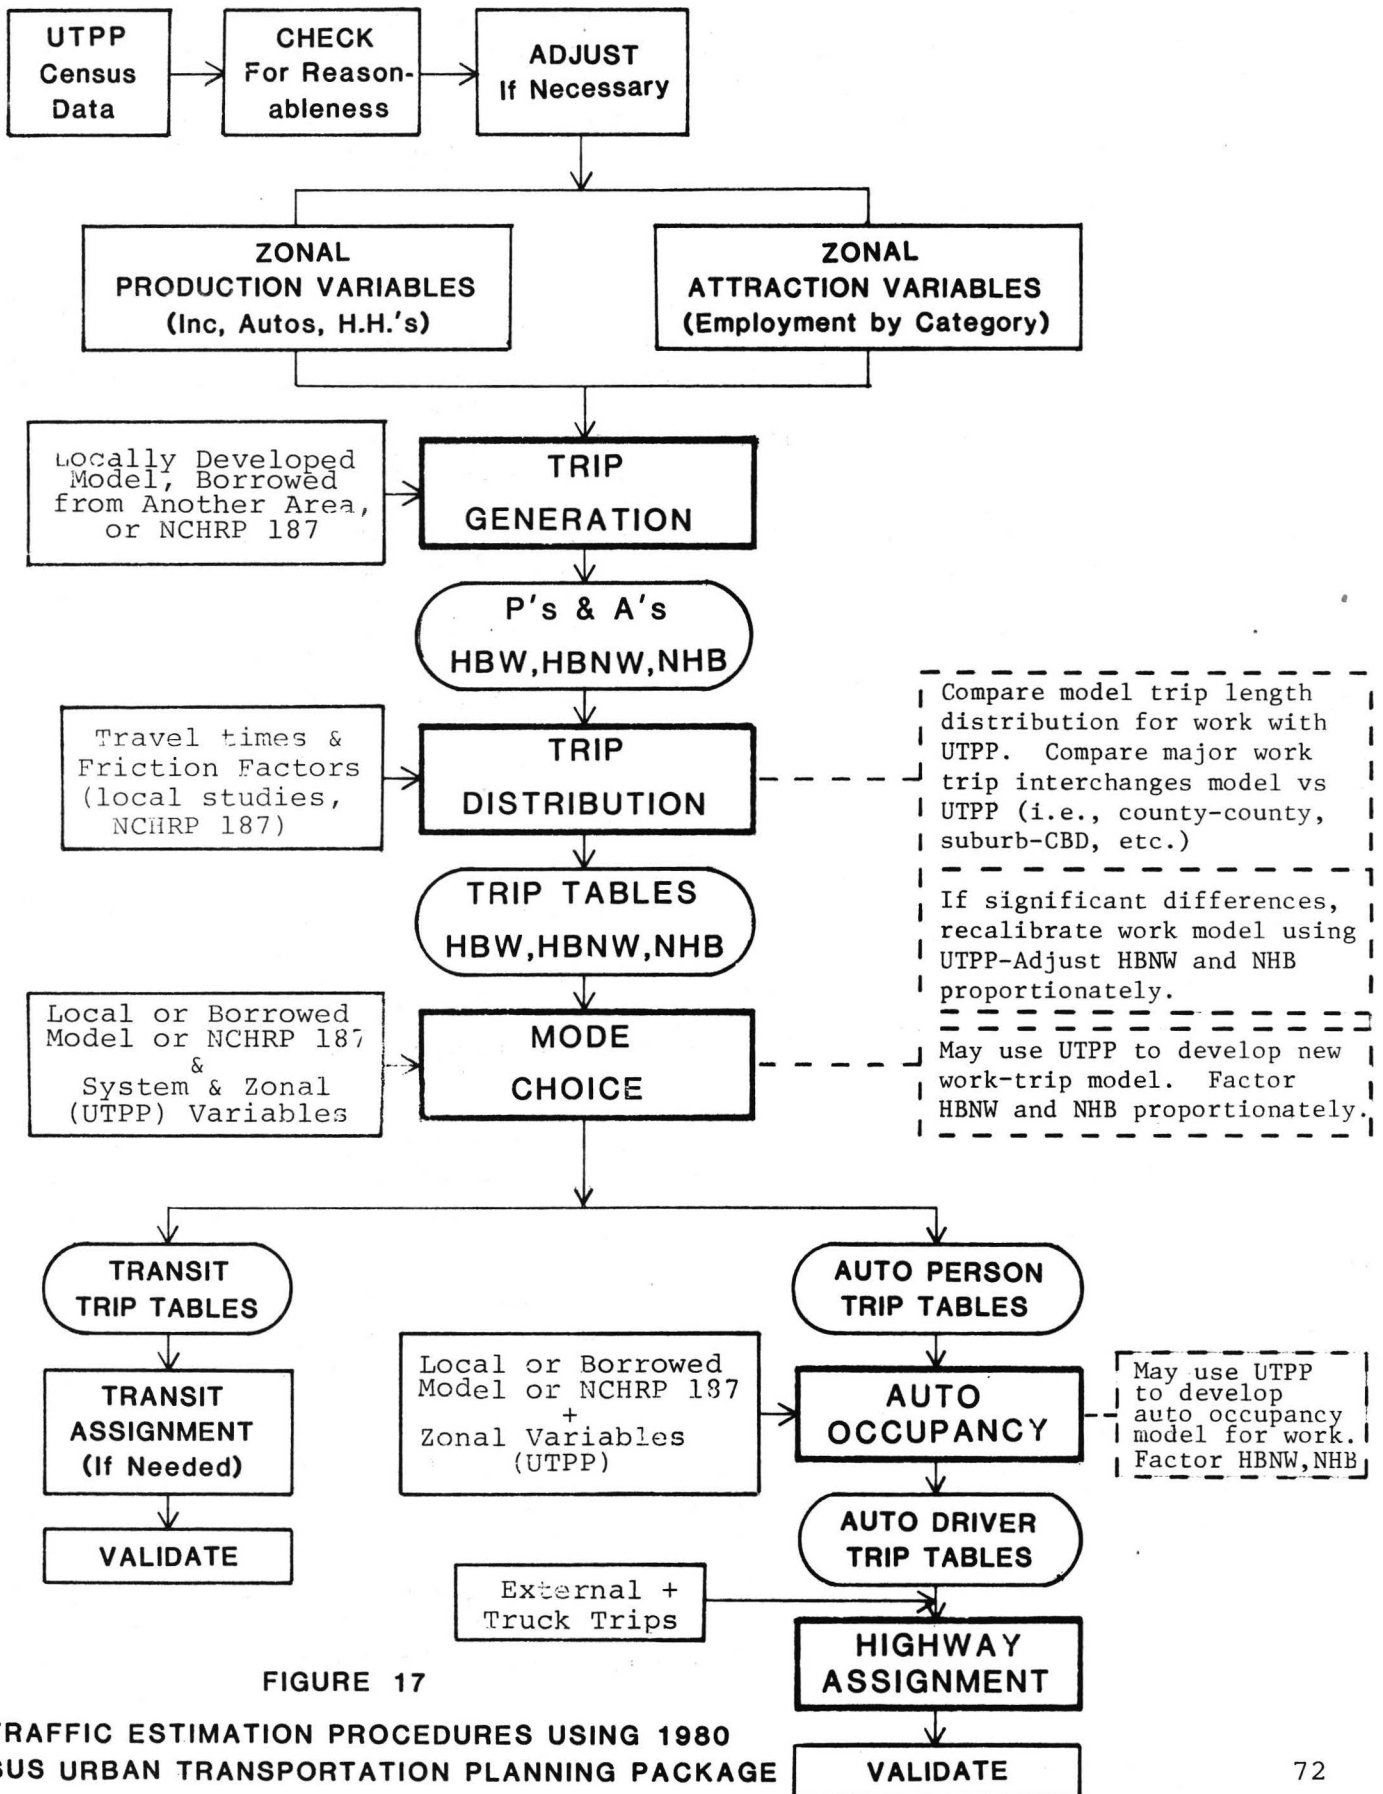 UTPP
Census
Data
CHECK
For Reason-
ableness
ADJUST
If Necessary
ZONAL
PRODUCTION VARIABLES
(Inc, Autos, H.H.'s)
ZONAL
ATTRACTION VARIABLES
(Employment by Category)
Locally Developed
Model, Borrowed
from Another Area,
or NCHRP 187
TRIP
GENERATION
P's & A's
HBW,HBNW,NHB
Travel times &
Friction Factors
(local studies,
NCHRP 187)
TRIP
DISTRIBUTION
Compare model trip length
distribution for work with
UTPP. Compare major work
trip interchanges model vs
UTPP (i.e., county-county,
suburb-CBD, etc.)
If significant differences,
recalibrate work model using
UTPP-Adjust HBNW and NHB
proportionately.
TRIP TABLES
HBW,HBNW,NHB
Local or Borrowed
Model or NCHRP 187
&
System & Zonal
(UTPP) Variables
MODE
CHOICE
May use UTPP to develop new
work-trip model. Factor
HBNW and NHB proportionately.
TRANSIT
TRIP TABLES
TRANSIT
ASSIGNMENT
(If Needed)
VALIDATE
AUTO PERSON
TRIP TABLES
Local or Borrowed
Model or NCHRP 187
+
Zonal Variables
(UTPP)
AUTO
OCCUPANCY
May use UTPP
to develop
auto occupancy
model for work.
Factor HBNW,NHB
AUTO DRIVER
TRIP TABLES
External +
Truck Trips
HIGHWAY
ASSIGNMENT
VALIDATE
FIGURE 17
TRAFFIC ESTIMATION PROCEDURES USING 1980
SUS URBAN TRANSPORTATION PLANNING PACKAGE
72